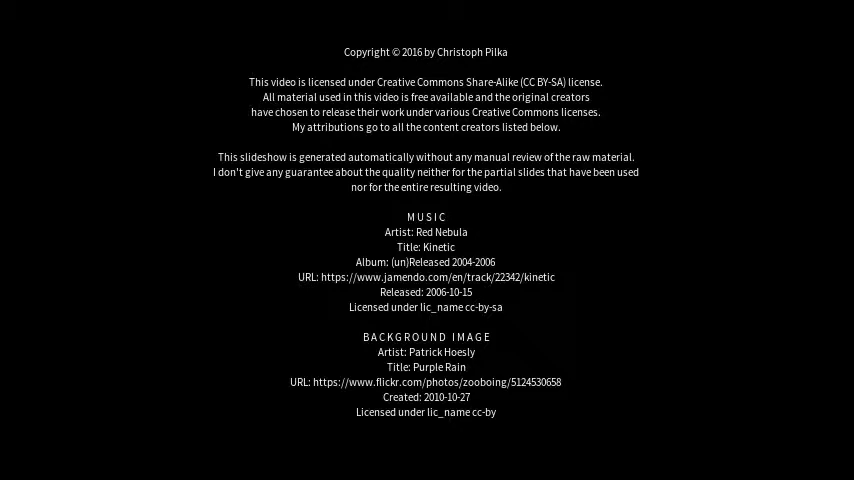 Copyright © 2016 by Christoph Pilka
This video is licensed under Creative Commons Share-Alike (CC BY-SA) license.
All material used in this video is free available and the original creators
have chosen to release their work under various Creative Commons licenses.
My attributions go to all the content creators listed below.
This slideshow is generated automatically without any manual review of the raw material.
I don't give any guarantee about the quality neither for the partial slides that have been used
nor for the entire resulting video.
M U S I C
Artist: Red Nebula
Title: Kinetic
Album: (un)Released 2004-2006
URL: https://www.jamendo.com/en/track/22342/kinetic
Released: 2006-10-15
Licensed under lic_name cc-by-sa
B A C K G R O U N D   I M A G E
Artist: Patrick Hoesly
Title: Purple Rain
URL: https://www.flickr.com/photos/zooboing/5124530658
Created: 2010-10-27
Licensed under lic_name cc-by